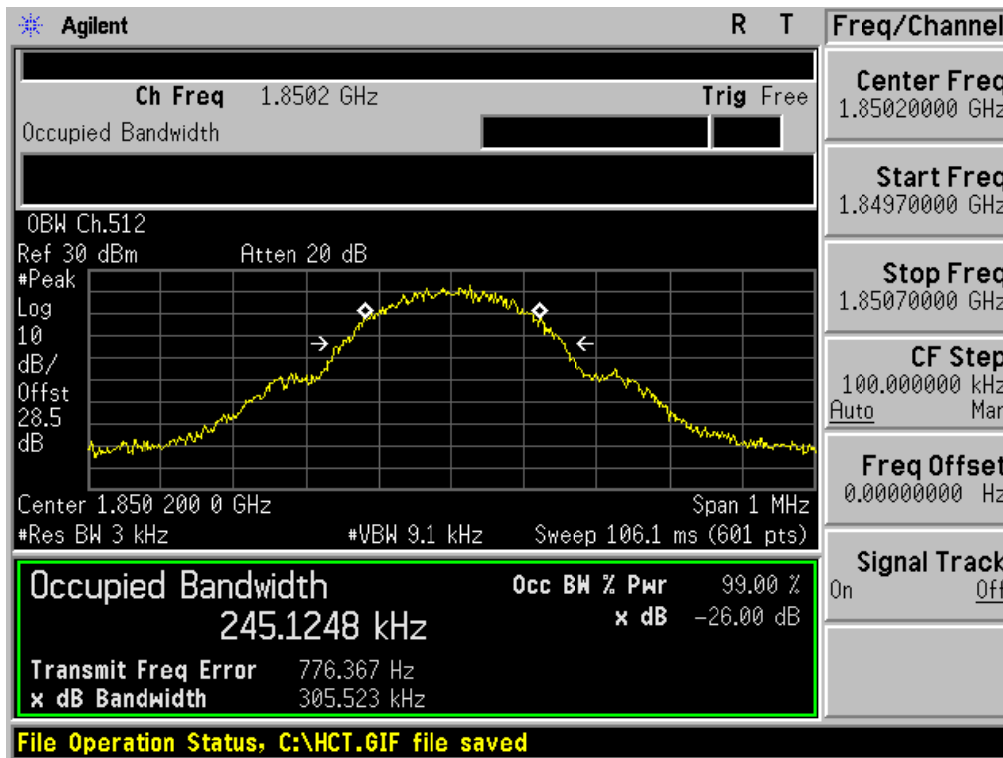 Agilent R T
Ch Freq 1.8502 GHz Trig Free
Occupied Bandwidth
OBW Ch.512
Ref 30 dBm Atten 20 dB
#Peak
Log
10
dB/
Offst
28.5
dB
Center 1.850 200 0 GHz Span 1 MHz
#Res BW 3 kHz #VBW 9.1 kHz Sweep 106.1 ms (601 pts)
Occupied Bandwidth
245.1248 kHz
Occ BW % Pwr 99.00 %
x dB -26.00 dB
Transmit Freq Error 776.367 Hz
x dB Bandwidth 305.523 kHz
File Operation Status, C:\HCT.GIF file saved
Freq/Channel
Center Freq
1.85020000 GHz
Start Freq
1.84970000 GHz
Stop Freq
1.85070000 GHz
CF Step
100.000000 kHz
Auto Man
Freq Offset
0.00000000 Hz
Signal Track
On Off